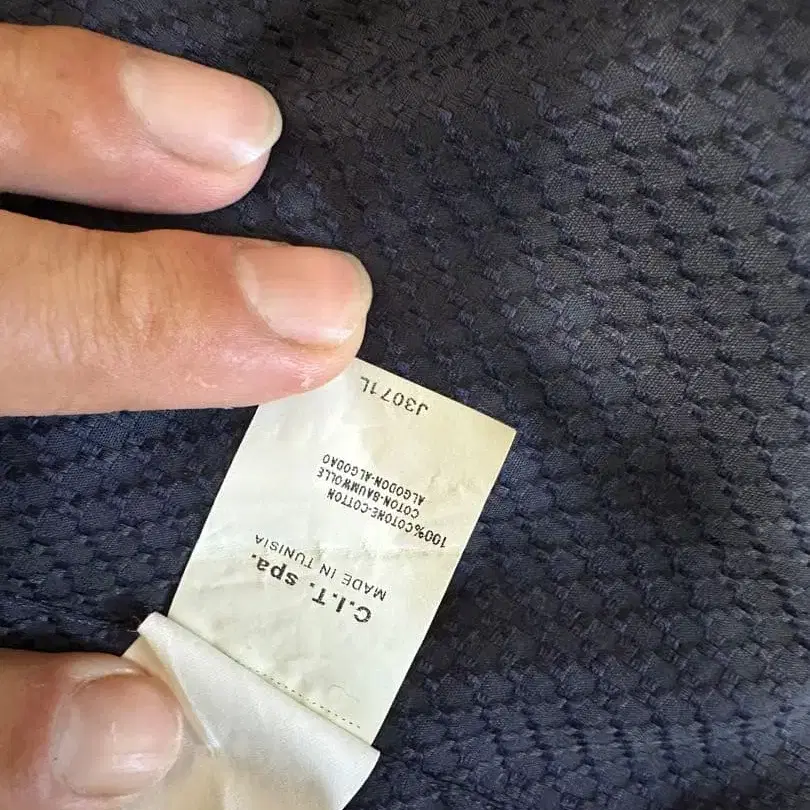 C.I.T. spa.
MADE IN TUNISIA
100%COTONE-COTTON
COTON-BAUMWOLLE
ALGODON-ALGODAO
J3071L